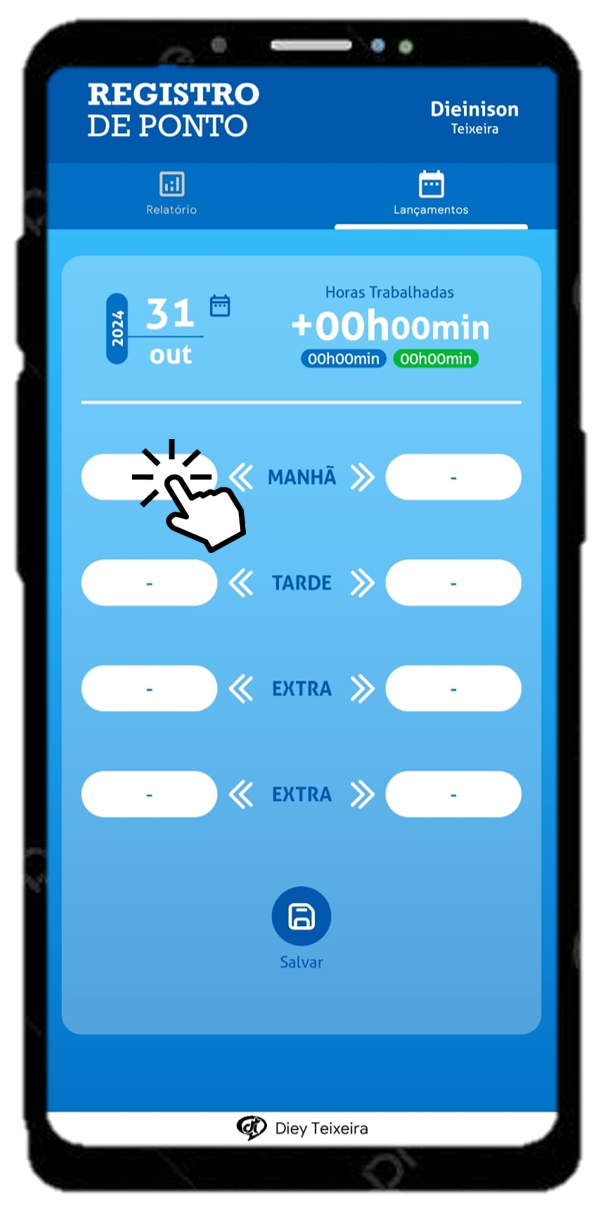 REGISTRO
DE PONTO
Dieinison
Teixeira
Relatório
Lançamentos
2024
31
out
Horas Trabalhadas
+00h00min
00h00min 00h00min
MANHÃ -
- TARDE -
- EXTRA -
- EXTRA -
Salvar
Diey Teixeira